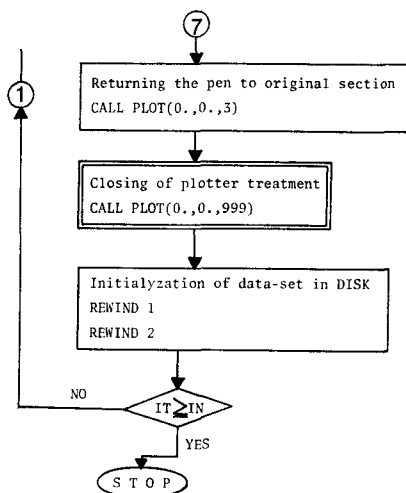 7
Returning the pen to original section
CALL PLOT(0.,0.,3)
1
Closing of plotter treatment
CALL PLOT(0.,0.,999)
Initialyzation of data-set in DISK
REWIND 1
REWIND 2
NO
IT≧IN
YES
S T O P